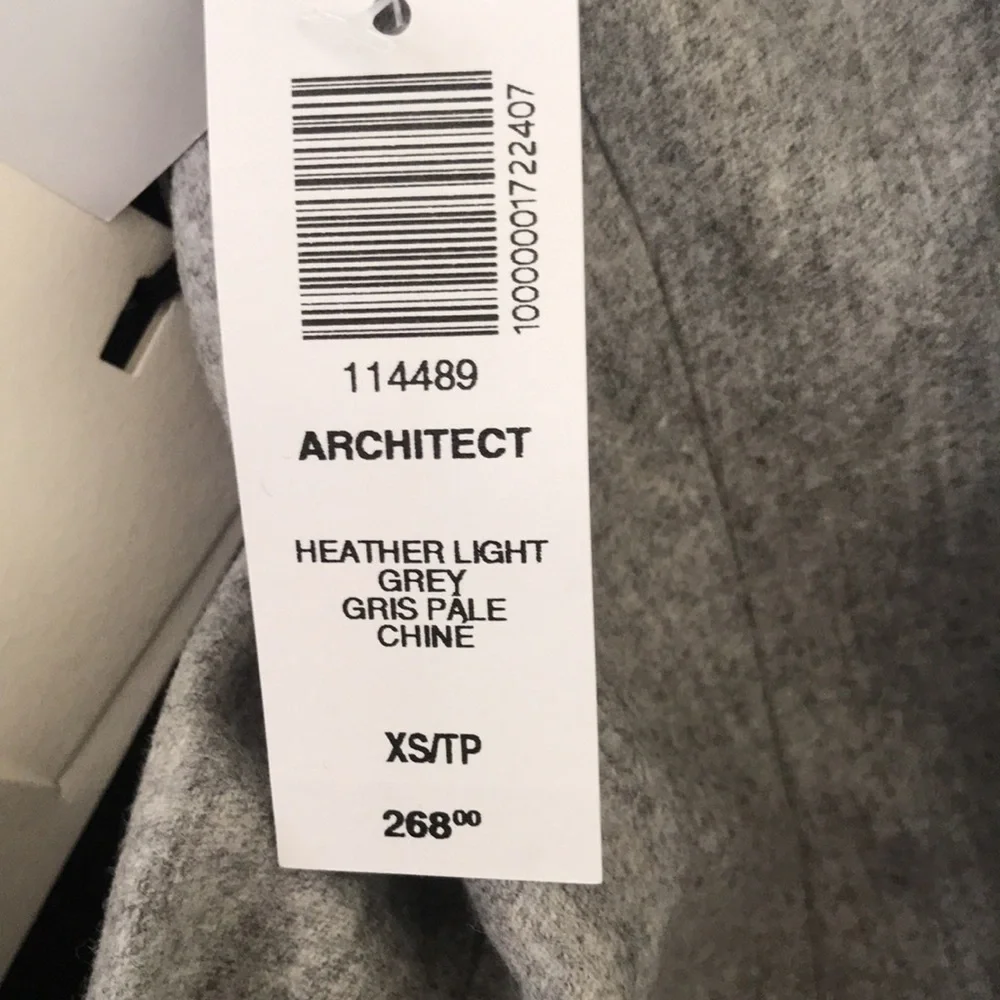 1000001722407
114489
ARCHITECT
HEATHER LIGHT
GREY
GRIS PÂLE
CHINÉ
XS/TP
268⁰⁰